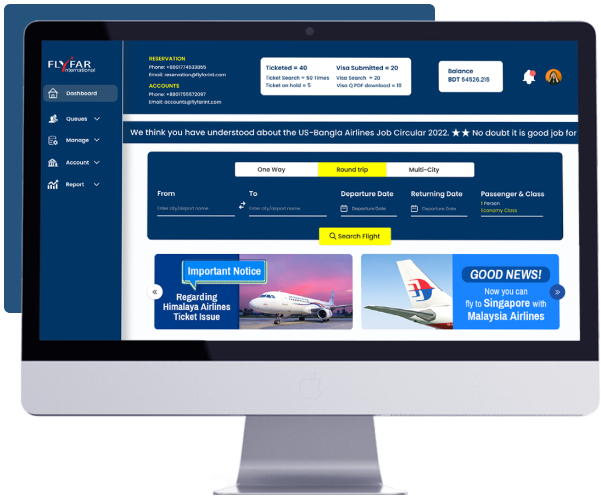 FLYFAR
International
Dashboard
Queues
Manage
Account
Report
RESERVATION
Phone: +8801774533855
Email: reservation@flyfarint.com
ACCOUNTS
Phone: +8801755572097
Email: accounts@flyfarint.com
Ticketed = 40
Ticket Search = 50 Times
Ticket on hold = 5
Visa Submitted = 20
Visa Search = 20
Visa Q PDF download = 10
Balance
BDT 54526.215
We think you have understood about the US-Bangla Airlines Job Circular 2022. ★★ No doubt it is good job for
One Way
Round trip
Multi-City
From
Enter city/airport name
To
Enter city/airport name
Departure Date
Departure Date
Returning Date
Departure Date
Passenger & Class
1 Person
Economy Class
Search Flight
Important Notice
Regarding
Himalaya Airlines
Ticket Issue
GOOD NEWS!
Now you can
fly to Singapore with
Malaysia Airlines